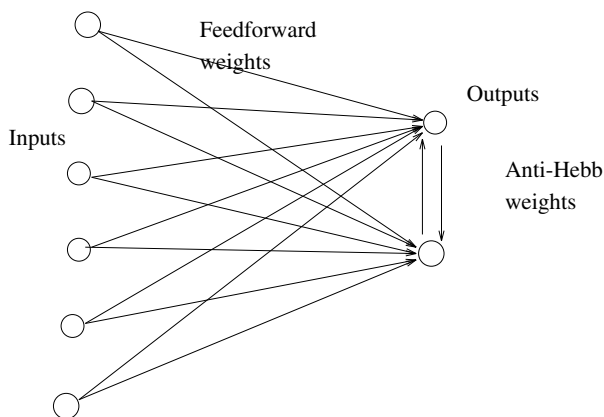 Feedforward
weights
Outputs
Inputs
Anti-Hebb
weights